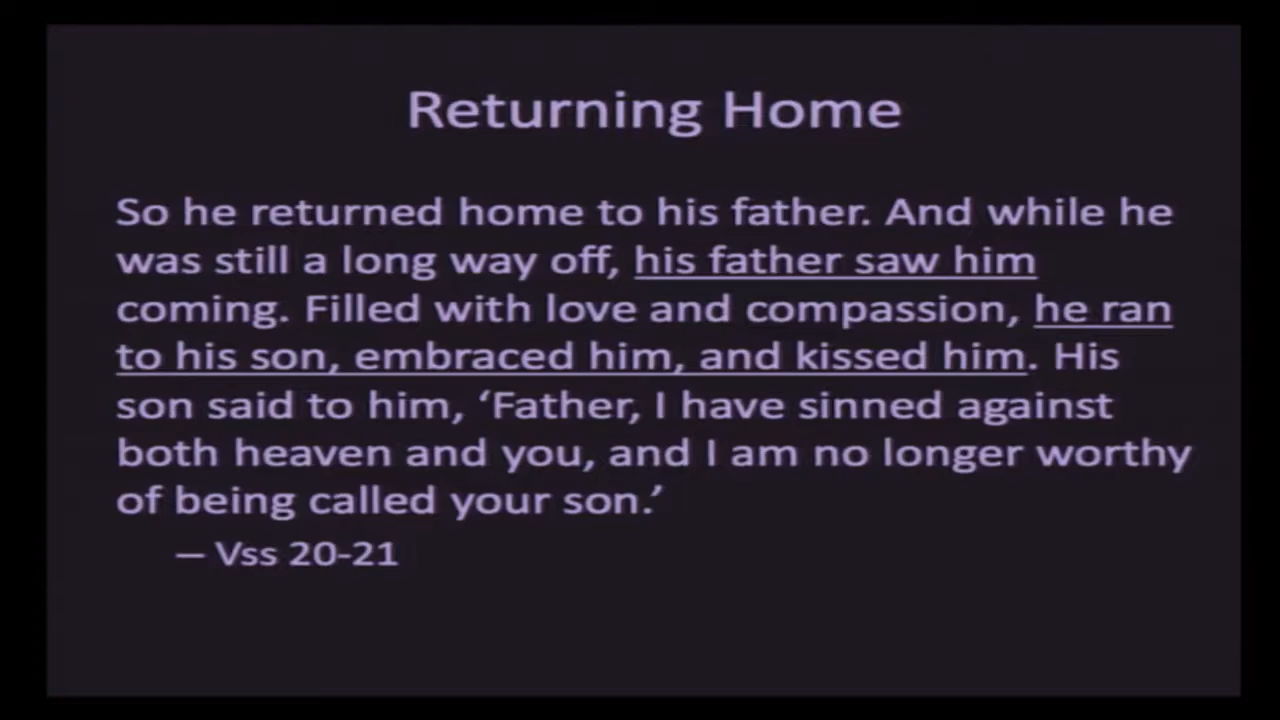 Returning Home
So he returned home to his father. And while he
was still a long way off, his father saw him
coming. Filled with love and compassion, he ran
to his son, embraced him, and kissed him. His
son said to him, ‘Father, I have sinned against
both heaven and you, and I am no longer worthy
of being called your son.’
– Vss 20-21